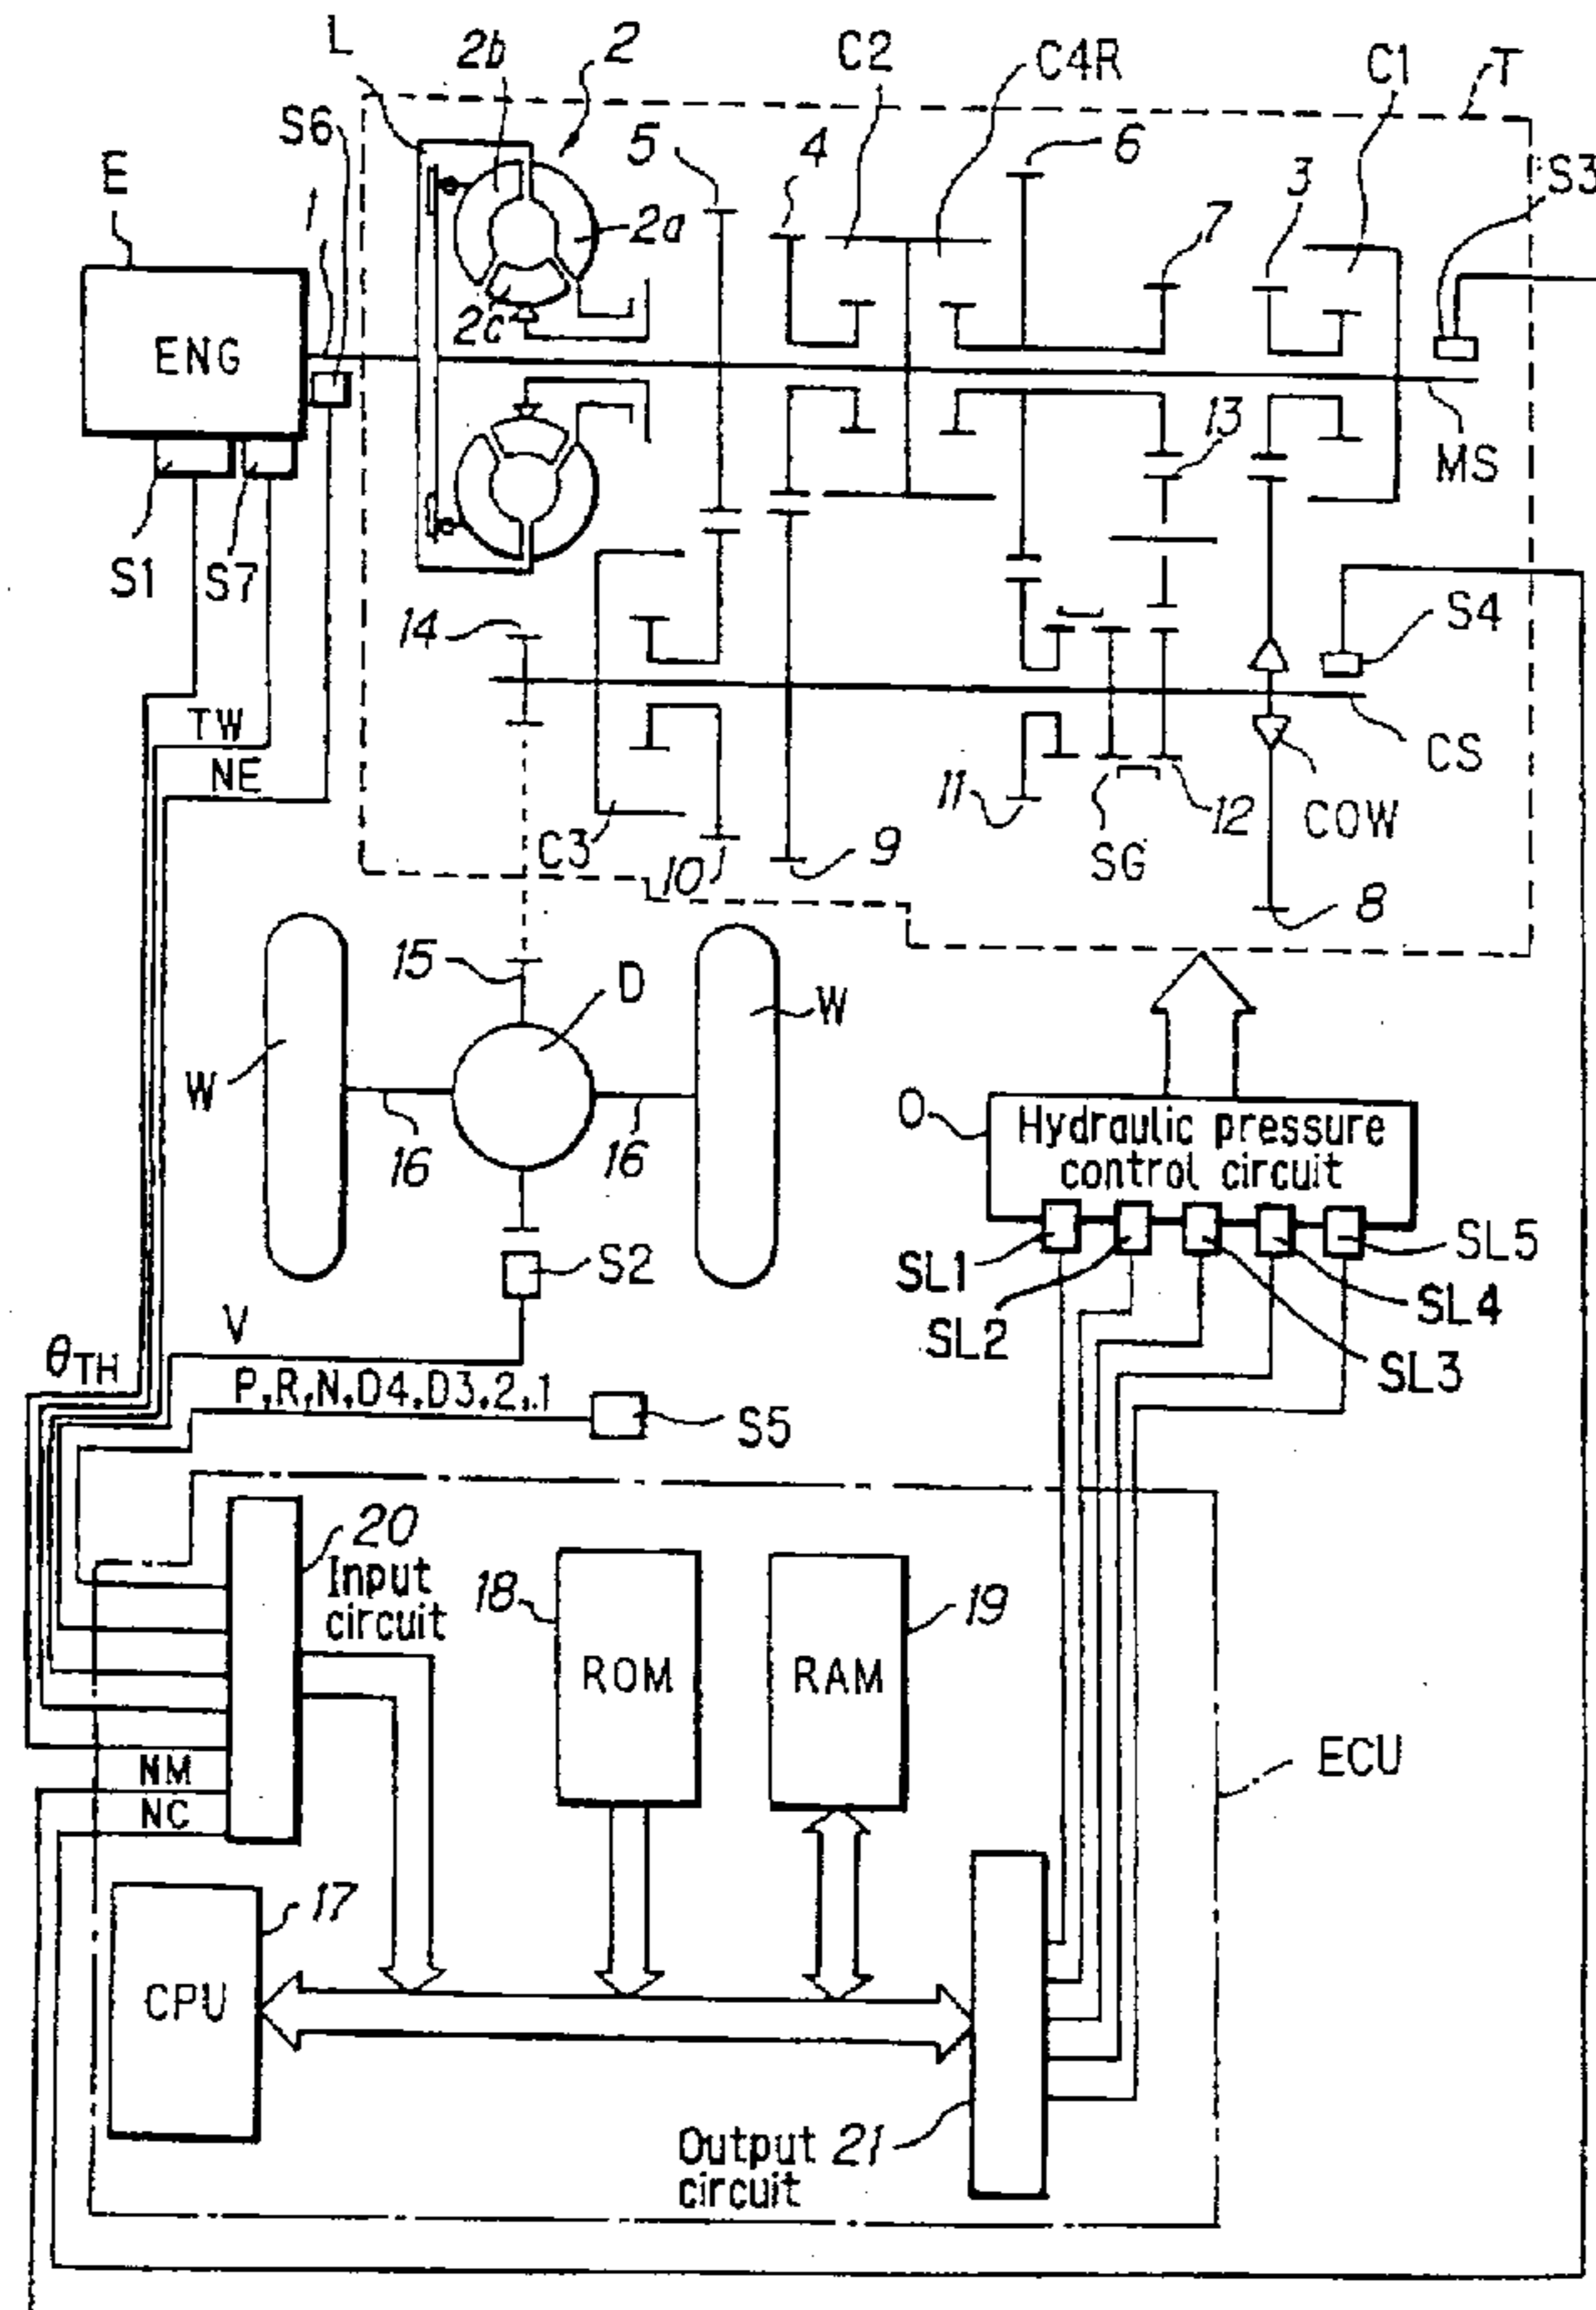 L
2b
2
C2
C4R
C1
T
S6
5
4
6
S3
E
1
3
2a
7
2c
ENG
13
MS
S1
S7
14
S4
TW
NE
CS
C3
10
9
11
SG
12
COW
8
15
D
W
W
16
16
O
Hydraulic pressure
control circuit
S2
SL1
SL2
SL5
SL4
SL3
V
θTH
P,R,N,D4,D3,2,1
S5
20
Input
circuit
18
ROM
RAM
19
NM
NC
ECU
17
CPU
Output
circuit
21